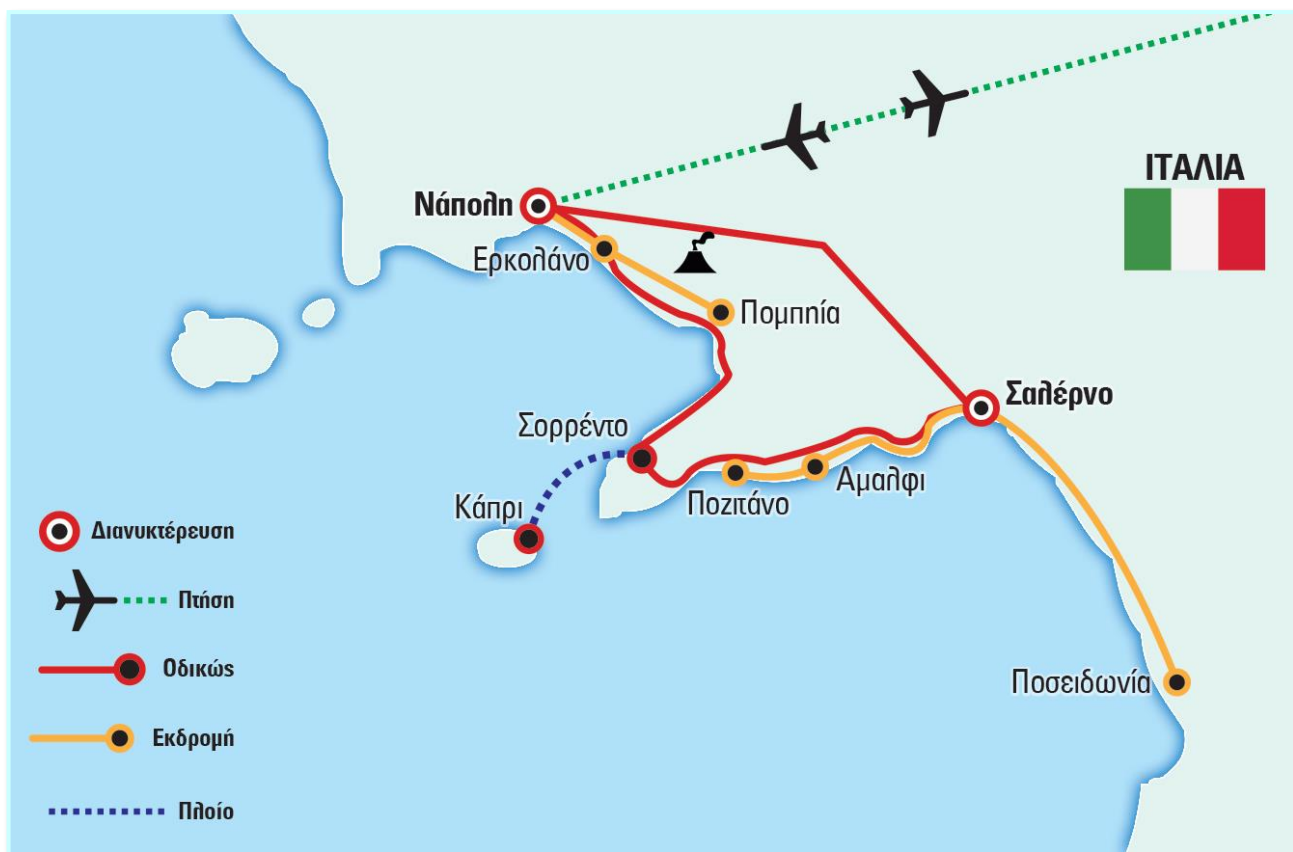 ΙΤΑΛΙΑ
Νάπολη
Ερκολάνο
Πομπηία
Σαλέρνο
Σορρέντο
Αμαλφι
Ποζιτάνο
Κάπρι
Ποσειδωνία
Διανυκτέρευση
Πτήση
Οδικώς
Εκδρομή
Πλοίο